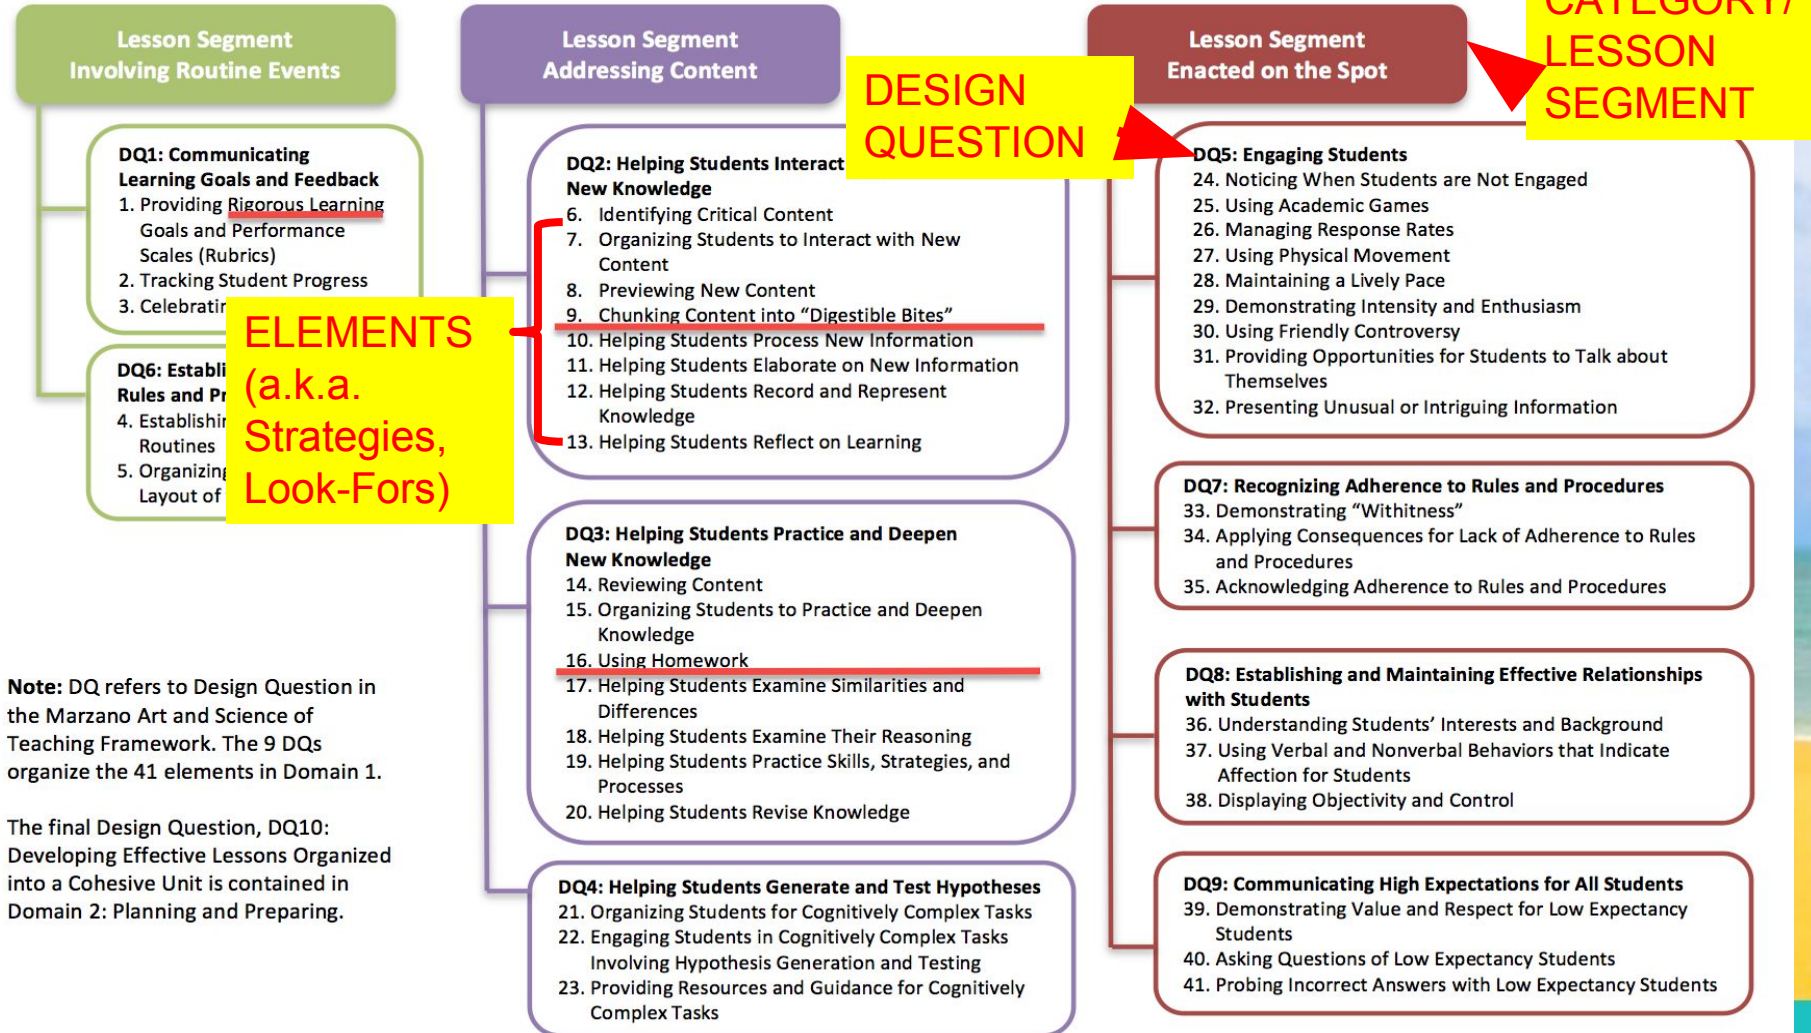 Lesson Segment
Involving Routine Events
DQ1: Communicating
Learning Goals and Feedback
1. Providing Rigorous Learning
Goals and Performance
Scales (Rubrics)
2. Tracking Student Progress
3.
DQ6:
Rules and
4.
Routines
5.
Layout of
ELEMENTS
(a.k.a.
Strategies,
Look-Fors)
Note: DQ refers to Design Question in
the Marzano Art and Science of
Teaching Framework. The 9 DQs
organize the 41 elements in Domain 1.
The final Design Question, DQ10:
Developing Effective Lessons Organized
into a Cohesive Unit is contained in
Domain 2: Planning and Preparing.
Lesson Segment
Addressing Content
DQ2: Helping Students Interact
New Knowledge
6. Identifying Critical Content
7. Organizing Students to Interact with New
Content
8. Previewing New Content
9. Chunking Content into “Digestible Bites”
10. Helping Students Process New Information
11. Helping Students Elaborate on New Information
12. Helping Students Record and Represent
Knowledge
13. Helping Students Reflect on Learning
DQ3: Helping Students Practice and Deepen
New Knowledge
14. Reviewing Content
15. Organizing Students to Practice and Deepen
Knowledge
16. Using Homework
17. Helping Students Examine Similarities and
Differences
18. Helping Students Examine Their Reasoning
19. Helping Students Practice Skills, Strategies, and
Processes
20. Helping Students Revise Knowledge
DQ4: Helping Students Generate and Test Hypotheses
21. Organizing Students for Cognitively Complex Tasks
22. Engaging Students in Cognitively Complex Tasks
Involving Hypothesis Generation and Testing
23. Providing Resources and Guidance for Cognitively
Complex Tasks
DESIGN
QUESTION
Lesson Segment
Enacted on the Spot
CATEGORY/
LESSON
SEGMENT
DQ5: Engaging Students
24. Noticing When Students are Not Engaged
25. Using Academic Games
26. Managing Response Rates
27. Using Physical Movement
28. Maintaining a Lively Pace
29. Demonstrating Intensity and Enthusiasm
30. Using Friendly Controversy
31. Providing Opportunities for Students to Talk about
Themselves
32. Presenting Unusual or Intriguing Information
DQ7: Recognizing Adherence to Rules and Procedures
33. Demonstrating “Withitness”
34. Applying Consequences for Lack of Adherence to Rules
and Procedures
35. Acknowledging Adherence to Rules and Procedures
DQ8: Establishing and Maintaining Effective Relationships
with Students
36. Understanding Students’ Interests and Background
37. Using Verbal and Nonverbal Behaviors that Indicate
Affection for Students
38. Displaying Objectivity and Control
DQ9: Communicating High Expectations for All Students
39. Demonstrating Value and Respect for Low Expectancy
Students
40. Asking Questions of Low Expectancy Students
41. Probing Incorrect Answers with Low Expectancy Students